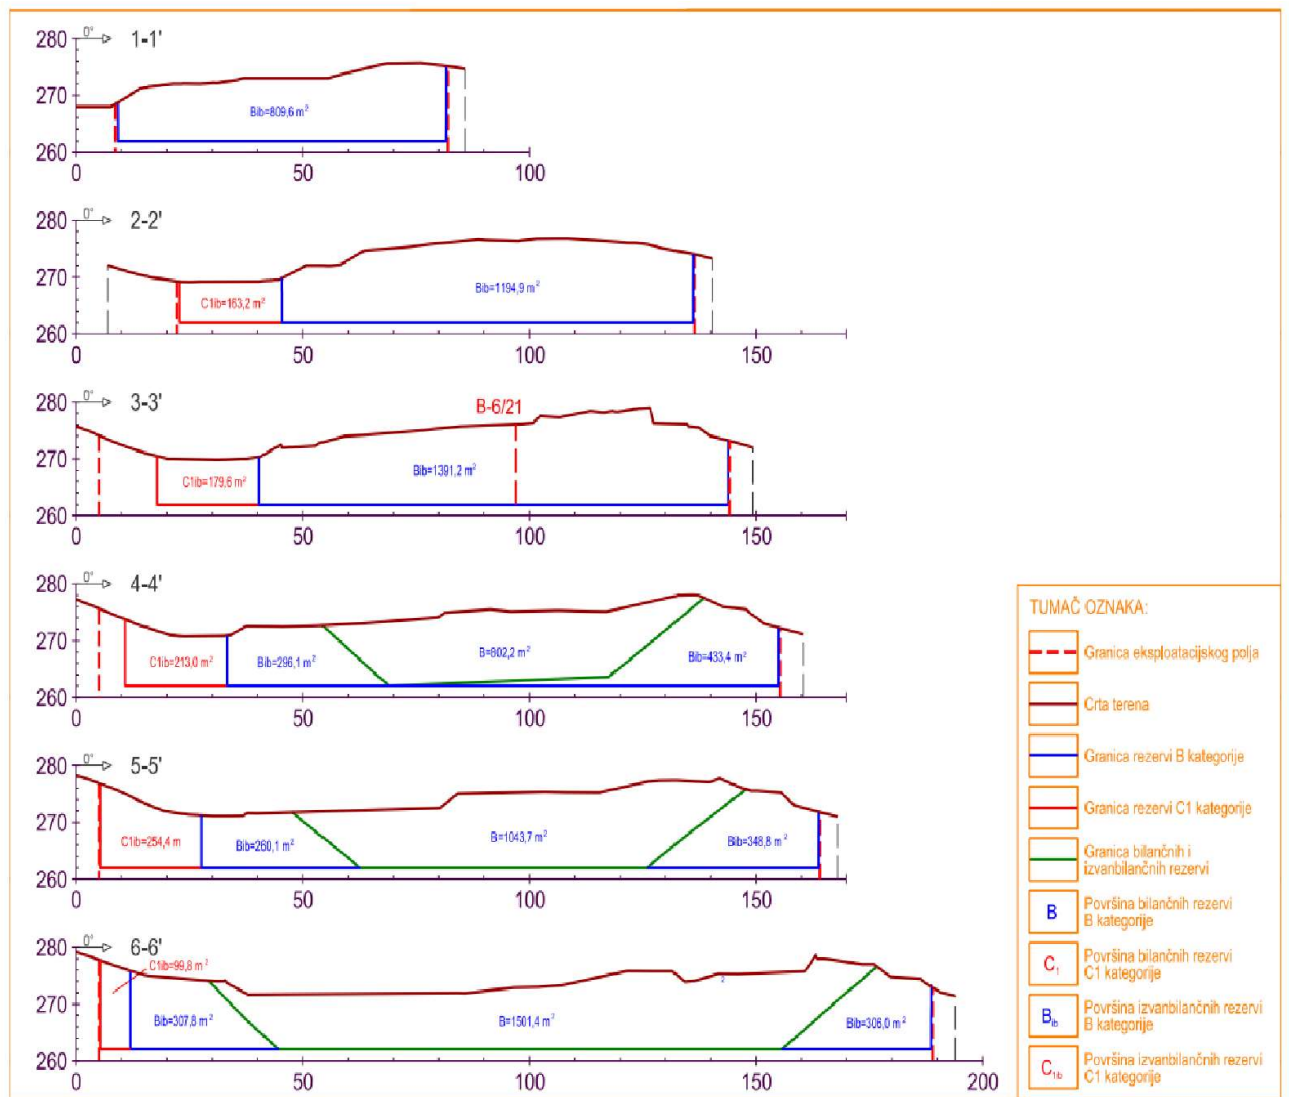 280 0° 1-1'
270
Bib=809,6 m²
260
0 50 100
280 0° 2-2'
270
C1ib=163,2 m²
Bib=1194,9 m²
260
0 50 100 150
280 0° 3-3'
B-6/21
270
C1ib=179,6 m²
Bib=1391,2 m²
260
0 50 100 150
280 0° 4-4'
270
C1ib=213,0 m²
Bib=296,1 m²
B=802,2 m²
Bib=433,4 m²
260
0 50 100 150
280 0° 5-5'
270
C1ib=254,4 m
Bib=260,1 m²
B=1043,7 m²
Bib=348,8 m²
260
0 50 100 150
280 0° 6-6'
C1ib=99,8 m²
270
2
Bib=307,8 m²
B=1501,4 m²
Bib=306,0 m²
260
0 50 100 150 200
TUMAČ OZNAKA:
Granica eksploatacijskog polja
Crta terena
Granica rezervi B kategorije
Granica rezervi C1 kategorije
Granica bilančnih i
izvanbilančnih rezervi
B Površina bilančnih rezervi
B kategorije
C₁ Površina bilančnih rezervi
C1 kategorije
Bib Površina izvanbilančnih rezervi
B kategorije
C1ib Površina izvanbilančnih rezervi
C1 kategorije